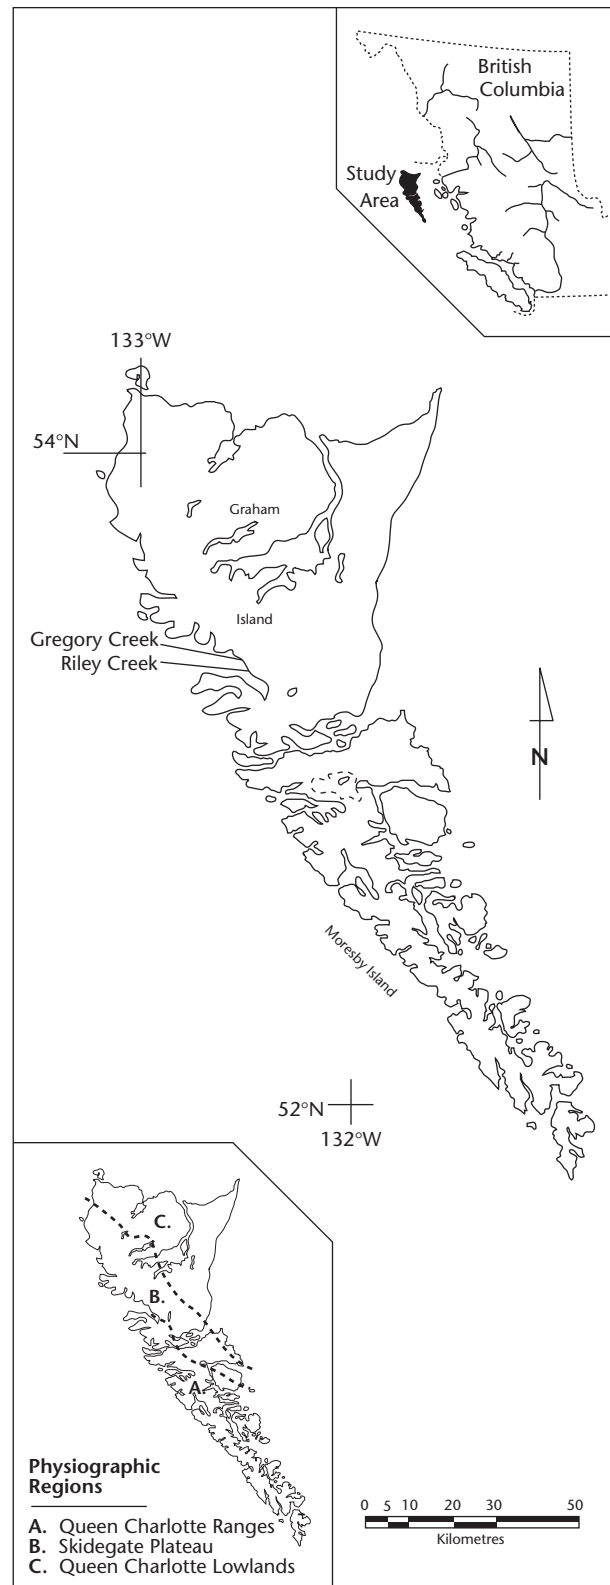 British
Columbia
Study
Area
133°W
54°N
Graham
Island
Gregory Creek
Riley Creek
N
Moresby Island
52°N
132°W
C.
B.
A.
Physiographic
Regions
A. Queen Charlotte Ranges
B. Skidegate Plateau
C. Queen Charlotte Lowlands
0 5 10 20 30 50
Kilometres